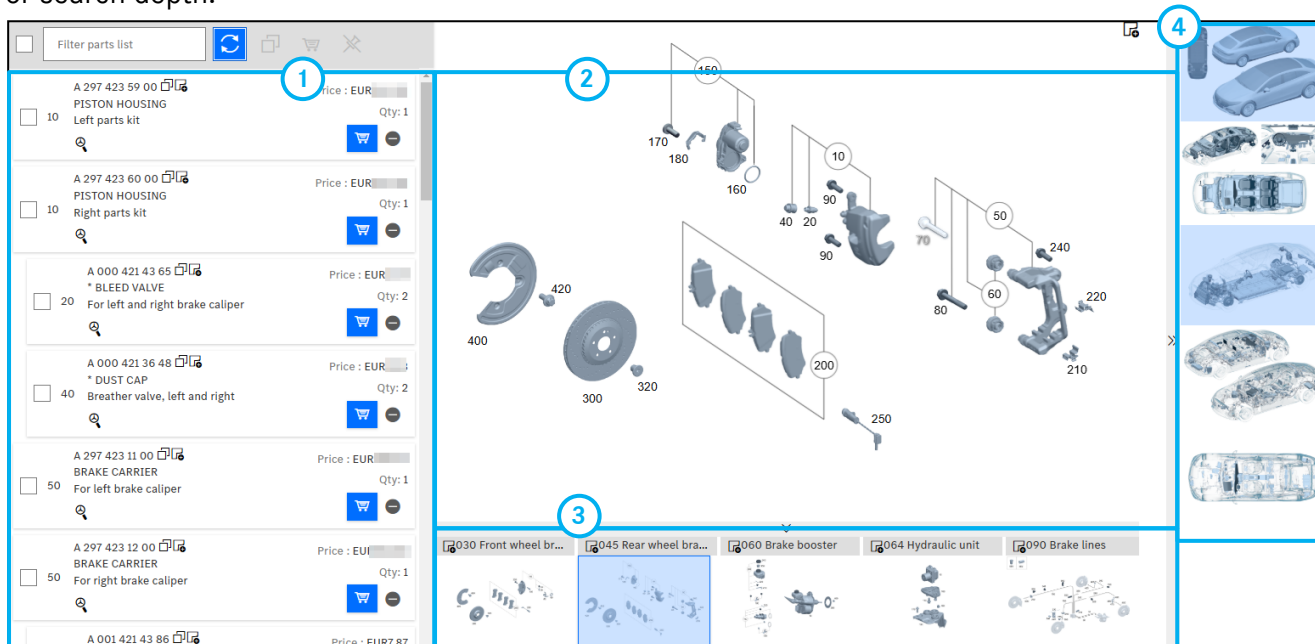 or search depth.
4
Filter parts list
1
2
A 297 423 59 00
Price : EUR
PISTON HOUSING
Qty: 1
10
Left parts kit
A 297 423 60 00
Price : EUR
PISTON HOUSING
Qty: 1
10
Right parts kit
A 000 421 43 65
Price : EUR
* BLEED VALVE
Qty: 2
20
For left and right brake caliper
A 000 421 36 48
Price : EUR
* DUST CAP
Qty: 2
40
Breather valve, left and right
A 297 423 11 00
Price : EUR
BRAKE CARRIER
Qty: 1
50
For left brake caliper
A 297 423 12 00
Price : EUR
BRAKE CARRIER
Qty: 1
50
For right brake caliper
A 001 421 43 86
Price : EUR7.87
150
170
180
160
10
90
40 20
90
50
70
240
60
80
220
210
420
400
300
320
200
250
3
030 Front wheel br...
045 Rear wheel bra...
060 Brake booster
064 Hydraulic unit
090 Brake lines